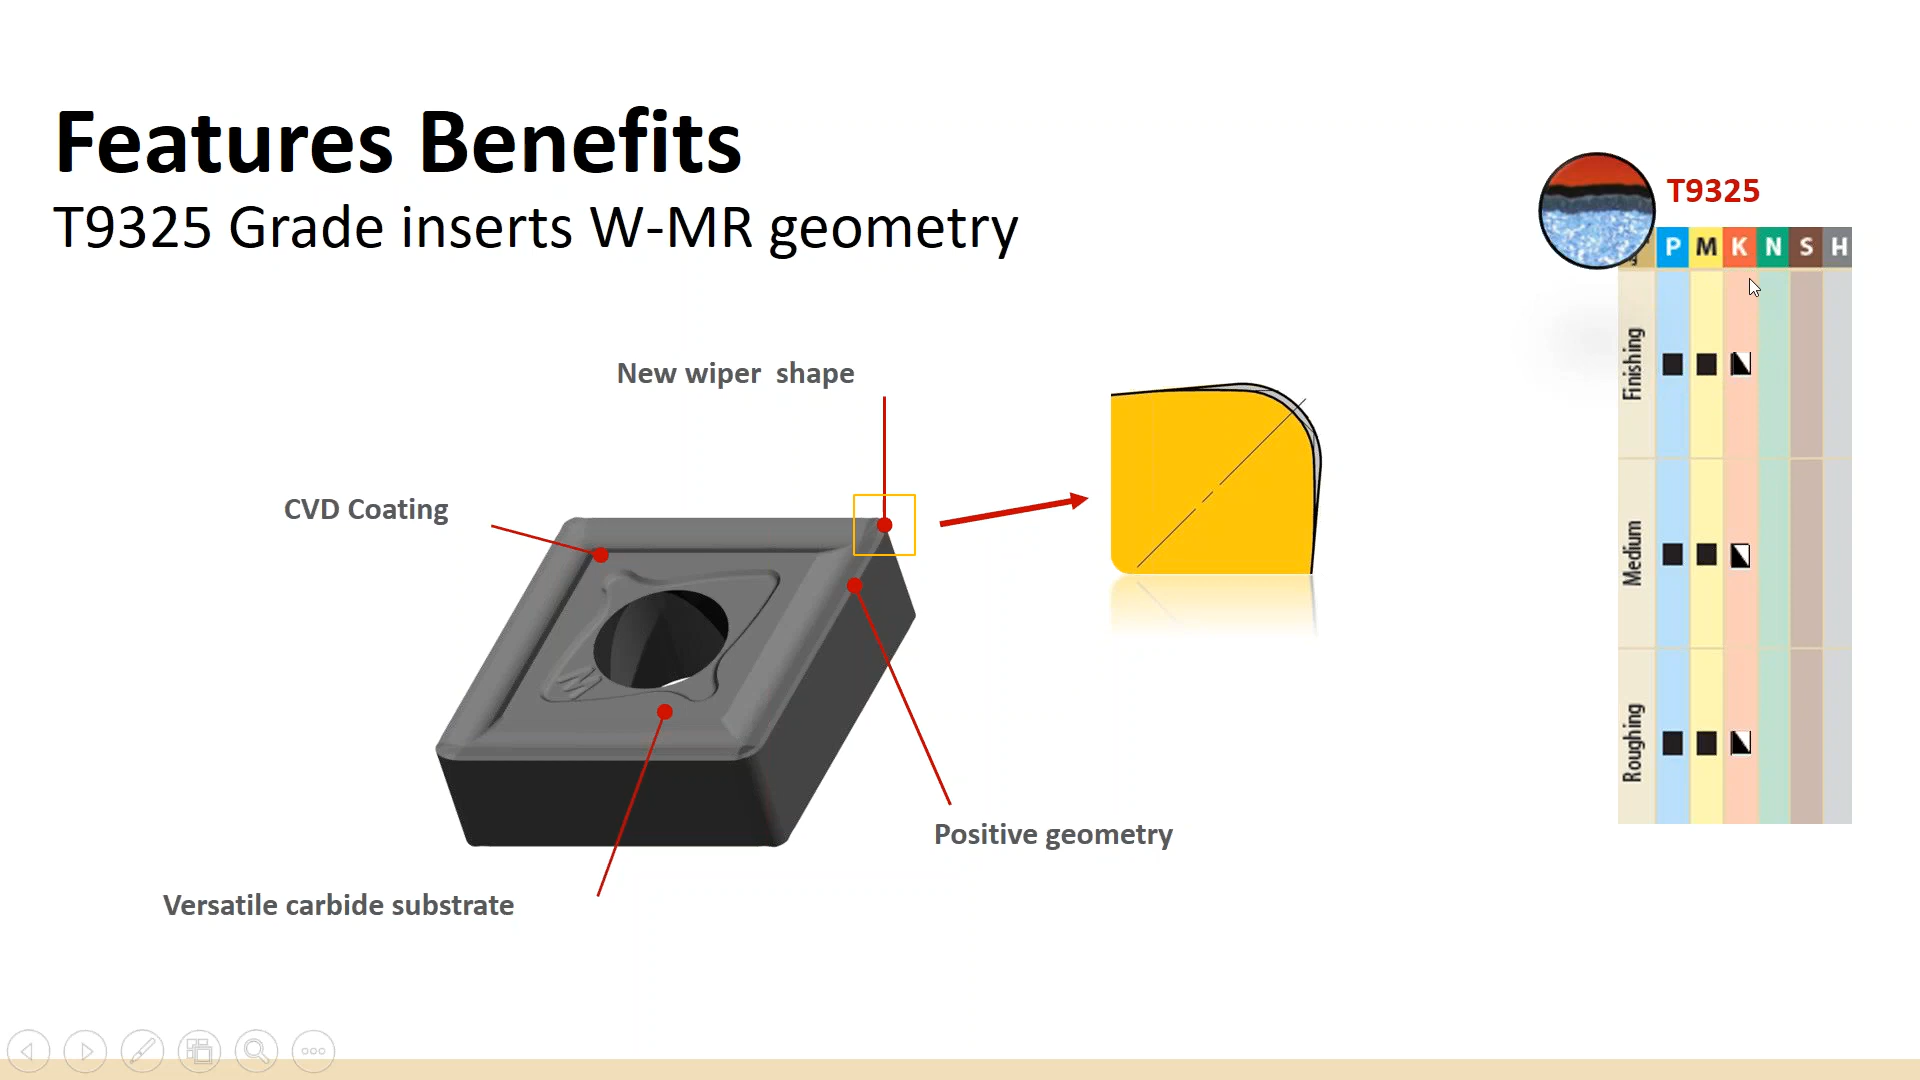 Features Benefits
T9325 Grade inserts W-MR geometry
T9325
P M K N S H
New wiper shape
CVD Coating
Versatile carbide substrate
Positive geometry
Finishing
Medium
Roughing